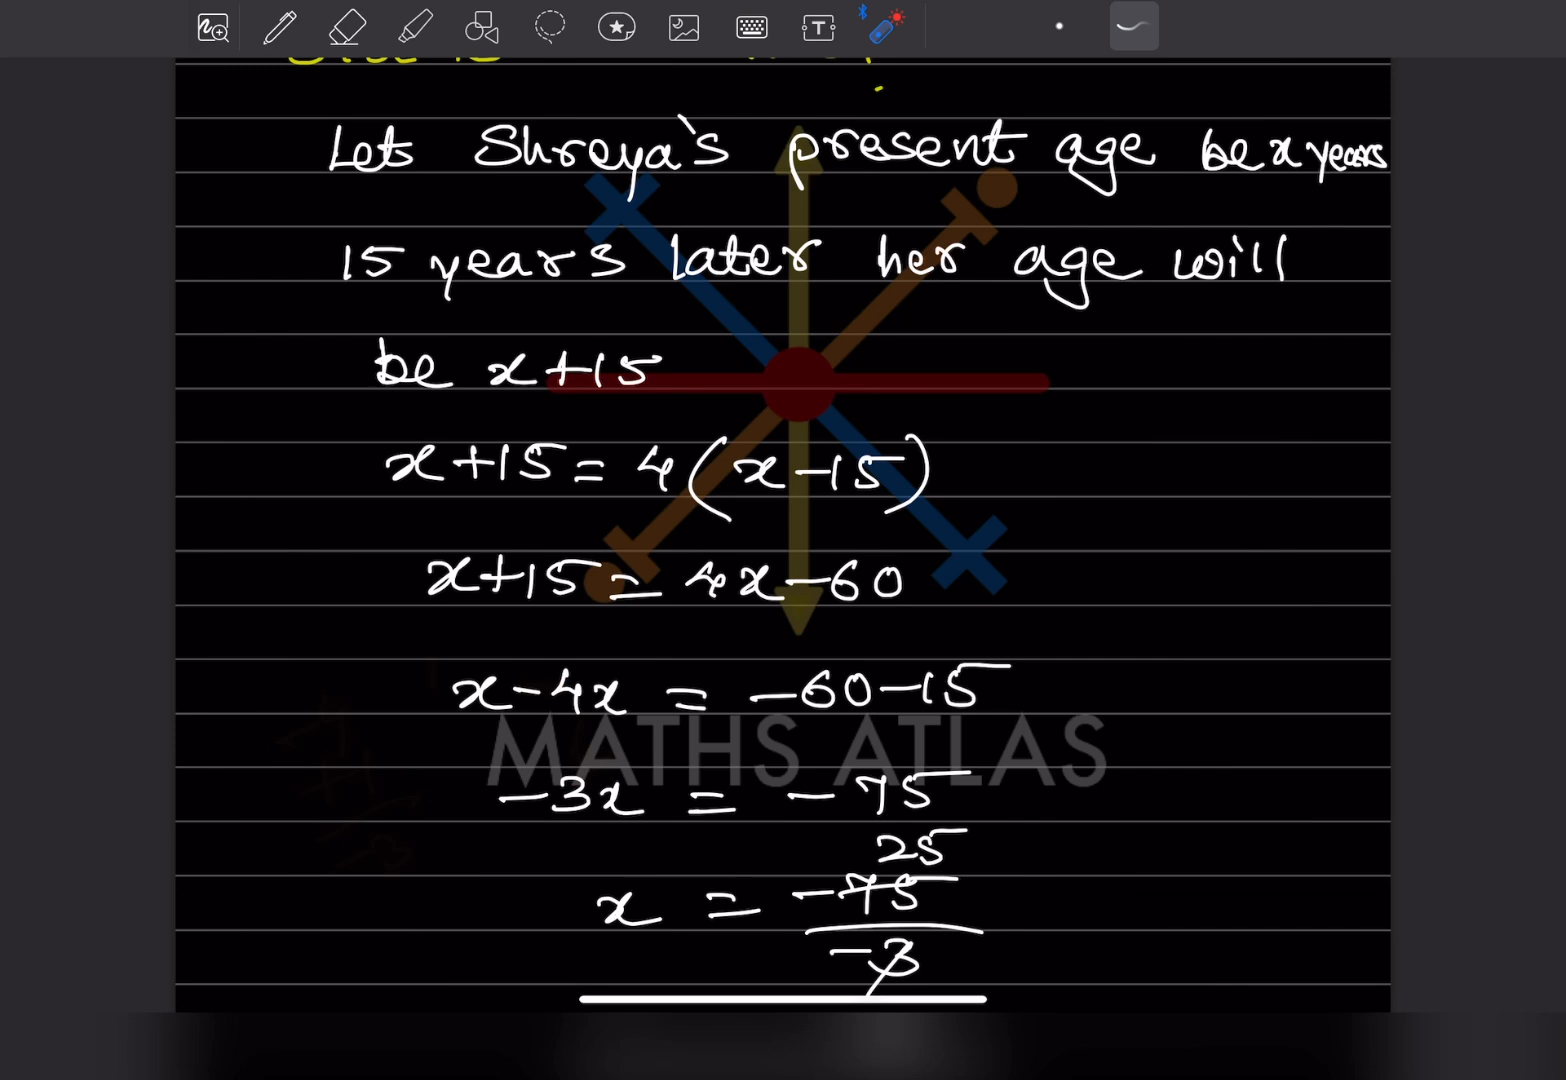 Let Shreya's present age be x years
15 years later her age will
be x+15
x+15 = 4(x-15)
x+15 = 4x-60
x-4x = -60-15
MATHS ATLAS
-3x = -75
25
x = -75
-3